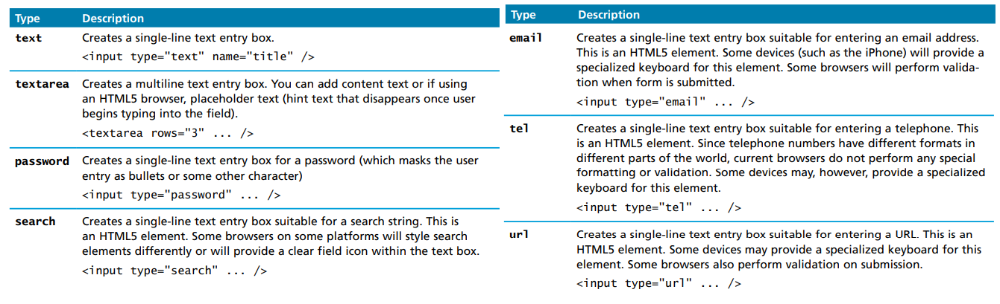 Type Description
text Creates a single-line text entry box.
<input type="text" name="title" />
textarea Creates a multiline text entry box. You can add content text or if using
an HTML5 browser, placeholder text (hint text that disappears once user
begins typing into the field).
<textarea rows="3" ... />
password Creates a single-line text entry box for a password (which masks the user
entry as bullets or some other character)
<input type="password" ... />
search Creates a single-line text entry box suitable for a search string. This is
an HTML5 element. Some browsers on some platforms will style search
elements differently or will provide a clear field icon within the text box.
<input type="search" ... />
Type Description
email Creates a single-line text entry box suitable for entering an email address.
This is an HTML5 element. Some devices (such as the iPhone) will provide a
specialized keyboard for this element. Some browsers will perform valida-
tion when form is submitted.
<input type="email" ... />
tel Creates a single-line text entry box suitable for entering a telephone. This
is an HTML5 element. Since telephone numbers have different formats in
different parts of the world, current browsers do not perform any special
formatting or validation. Some devices may, however, provide a specialized
keyboard for this element.
<input type="tel" ... />
url Creates a single-line text entry box suitable for entering a URL. This is an
HTML5 element. Some devices may provide a specialized keyboard for this
element. Some browsers also perform validation on submission.
<input type="url" ... />